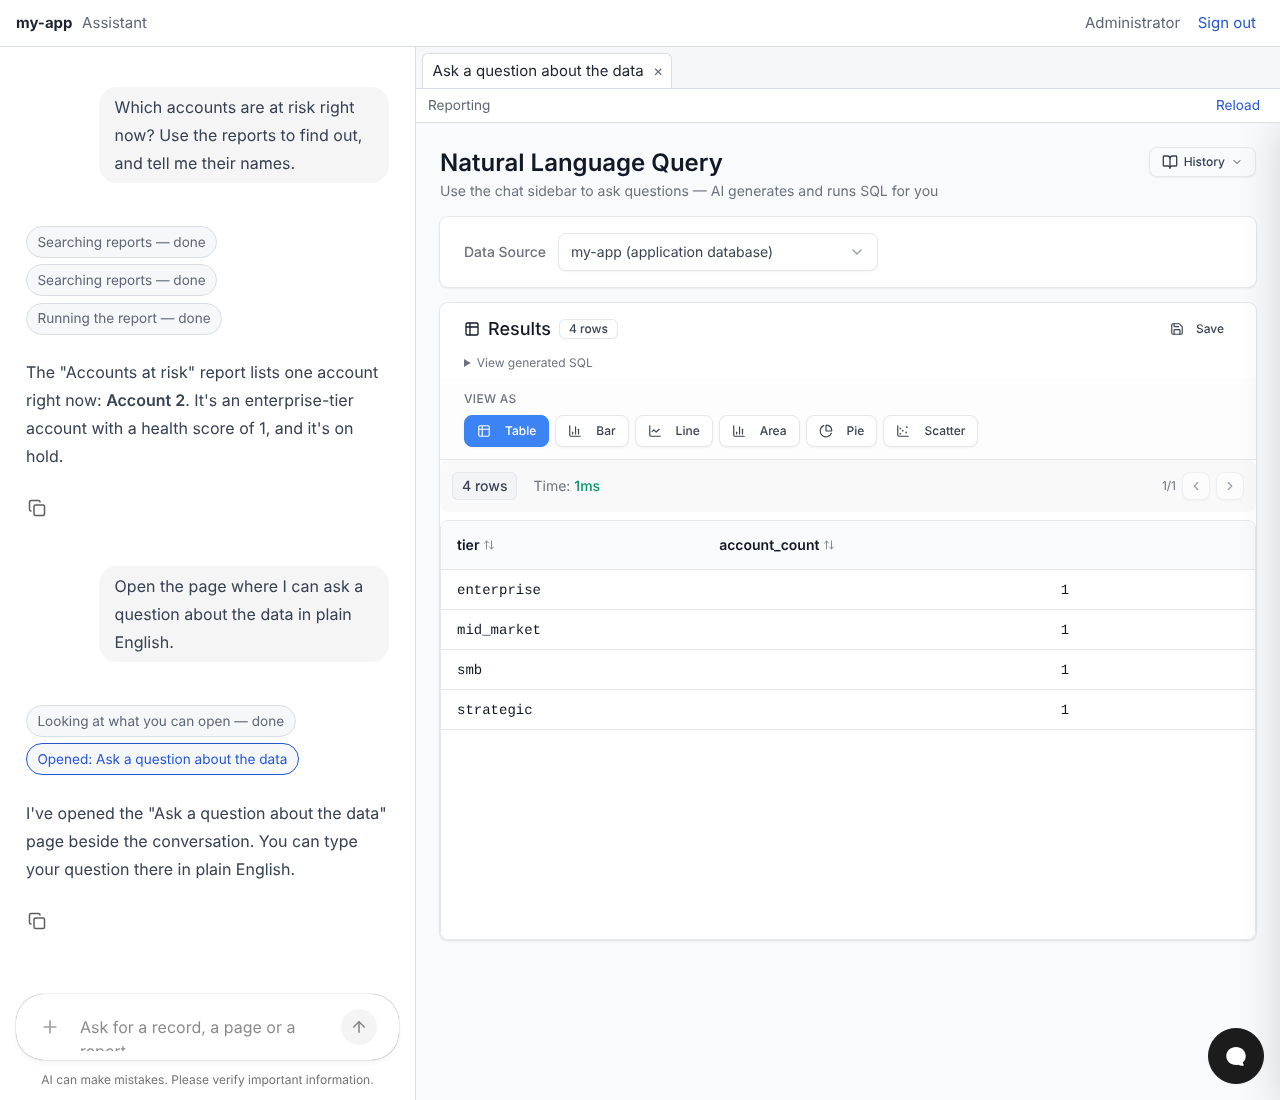 my-app Assistant
Administrator Sign out
Which accounts are at risk right
now? Use the reports to find out,
and tell me their names.
Searching reports — done
Searching reports — done
Running the report — done
The "Accounts at risk" report lists one account
right now: Account 2. It's an enterprise-tier
account with a health score of 1, and it's on
hold.
Open the page where I can ask a
question about the data in plain
English.
Looking at what you can open — done
Opened: Ask a question about the data
I've opened the "Ask a question about the data"
page beside the conversation. You can type
your question there in plain English.
Ask for a record, a page or a
report
AI can make mistakes. Please verify important information.
Ask a question about the data ×
Reporting Reload
Natural Language Query
History
Use the chat sidebar to ask questions — AI generates and runs SQL for you
Data Source my-app (application database)
Results 4 rows Save
View generated SQL
VIEW AS
Table Bar Line Area Pie Scatter
4 rows Time: 1ms 1/1
tier account_count
enterprise 1
mid_market 1
smb 1
strategic 1